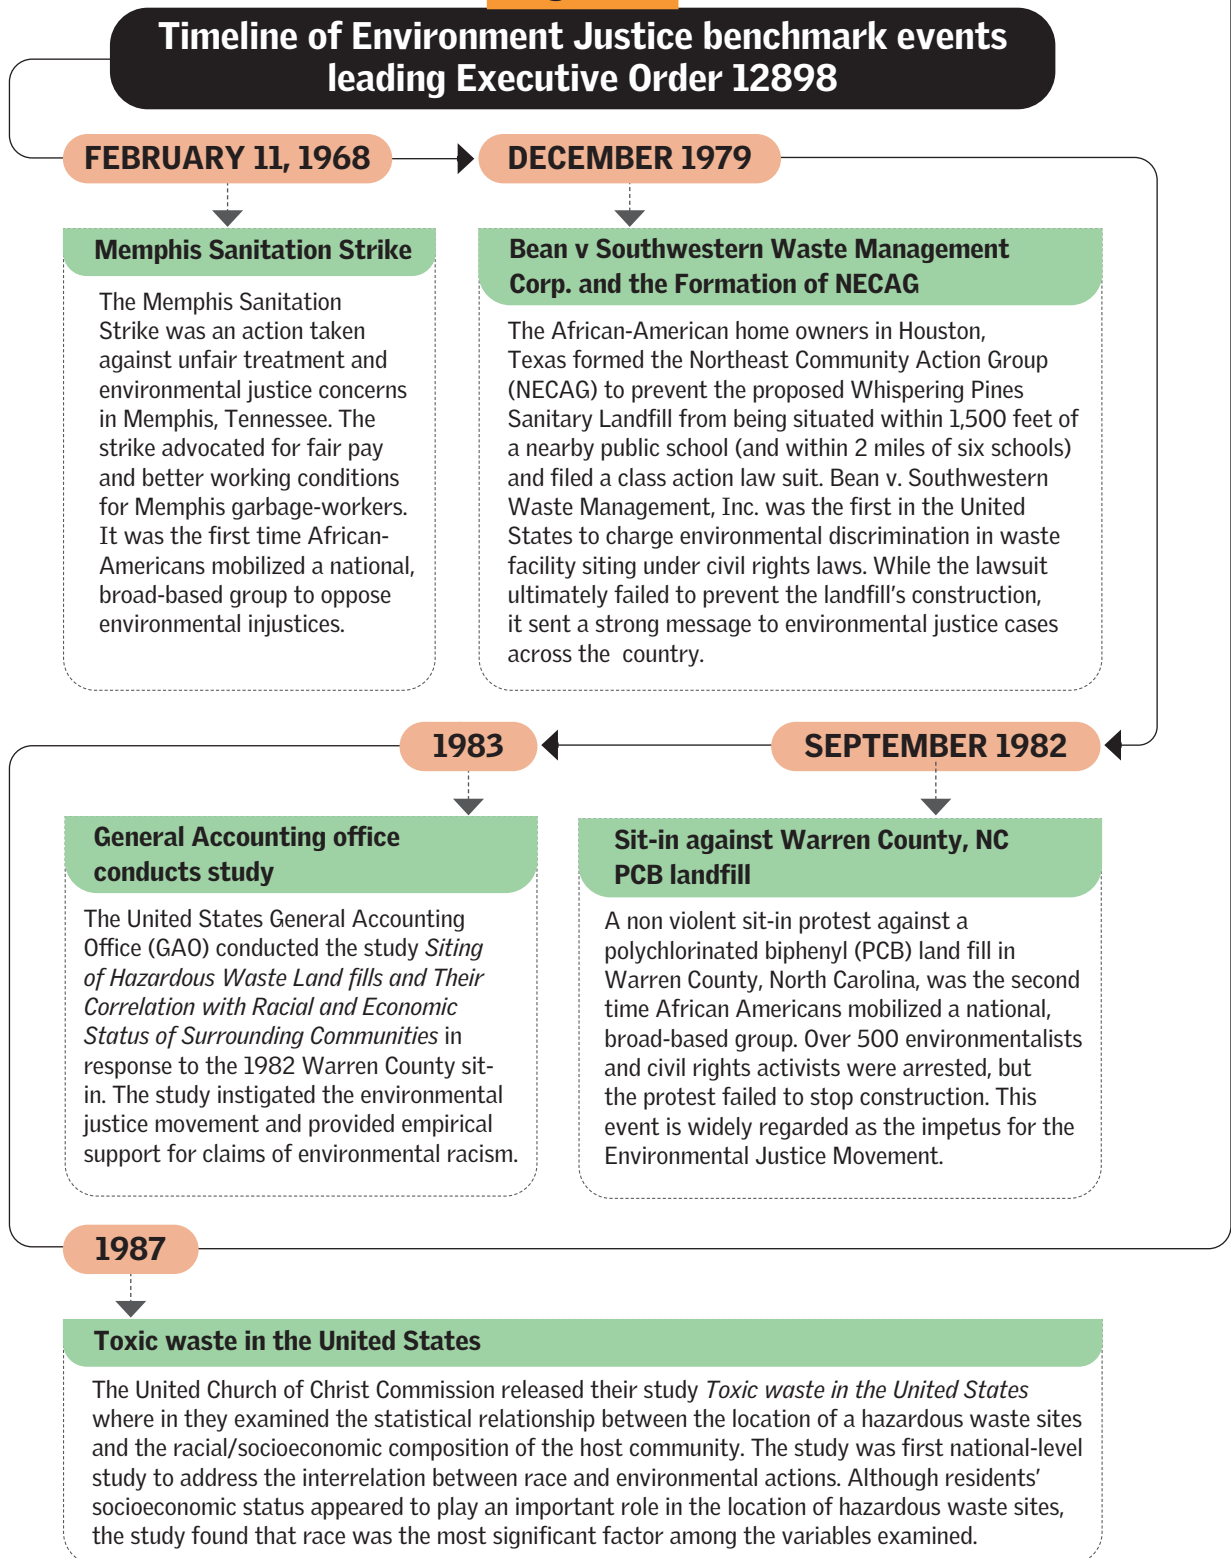 Timeline of Environment Justice benchmark events
leading Executive Order 12898
FEBRUARY 11, 1968
Memphis Sanitation Strike
The Memphis Sanitation
Strike was an action taken
against unfair treatment and
environmental justice concerns
in Memphis, Tennessee. The
strike advocated for fair pay
and better working conditions
for Memphis garbage-workers.
It was the first time African-
Americans mobilized a national,
broad-based group to oppose
environmental injustices.
DECEMBER 1979
Bean v Southwestern Waste Management
Corp. and the Formation of NECAG
The African-American home owners in Houston,
Texas formed the Northeast Community Action Group
(NECAG) to prevent the proposed Whispering Pines
Sanitary Landfill from being situated within 1,500 feet of
a nearby public school (and within 2 miles of six schools)
and filed a class action law suit. Bean v. Southwestern
Waste Management, Inc. was the first in the United
States to charge environmental discrimination in waste
facility siting under civil rights laws. While the lawsuit
ultimately failed to prevent the landfill's construction,
it sent a strong message to environmental justice cases
across the country.
SEPTEMBER 1982
Sit-in against Warren County, NC
PCB landfill
A non violent sit-in protest against a
polychlorinated biphenyl (PCB) land fill in
Warren County, North Carolina, was the second
time African Americans mobilized a national,
broad-based group. Over 500 environmentalists
and civil rights activists were arrested, but
the protest failed to stop construction. This
event is widely regarded as the impetus for the
Environmental Justice Movement.
1983
General Accounting office
conducts study
The United States General Accounting
Office (GAO) conducted the study Siting
of Hazardous Waste Land fills and Their
Correlation with Racial and Economic
Status of Surrounding Communities in
response to the 1982 Warren County sit-
in. The study instigated the environmental
justice movement and provided empirical
support for claims of environmental racism.
1987
Toxic waste in the United States
The United Church of Christ Commission released their study Toxic waste in the United States
where in they examined the statistical relationship between the location of a hazardous waste sites
and the racial/socioeconomic composition of the host community. The study was first national-level
study to address the interrelation between race and environmental actions. Although residents'
socioeconomic status appeared to play an important role in the location of hazardous waste sites,
the study found that race was the most significant factor among the variables examined.